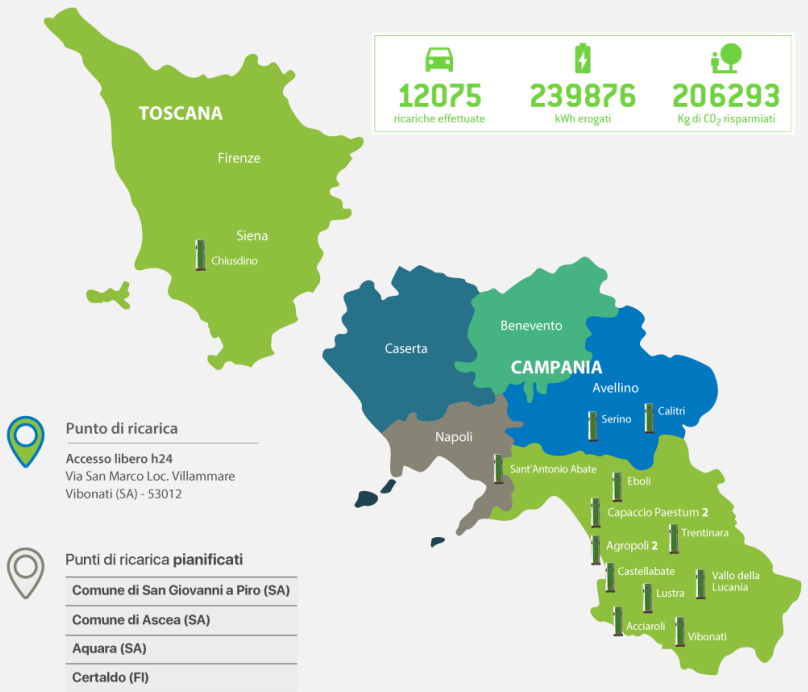 TOSCANA
Firenze
Siena
Chiusdino
12075
ricariche effettuate
239876
kWh erogati
206293
Kg di CO2 risparmiati
Caserta
Benevento
CAMPANIA
Avellino
Serino
Calitri
Napoli
Sant'Antonio Abate
Eboli
Capaccio Paestum 2
Trentinara
Agropoli 2
Castellabate
Vallo della
Lucania
Lustra
Acciaroli
Vibonati
Punto di ricarica
Accesso libero h24
Via San Marco Loc. Villammare
Vibonati (SA) - 53012
Punti di ricarica pianificati
Comune di San Giovanni a Piro (SA)
Comune di Ascea (SA)
Aquara (SA)
Certaldo (FI)